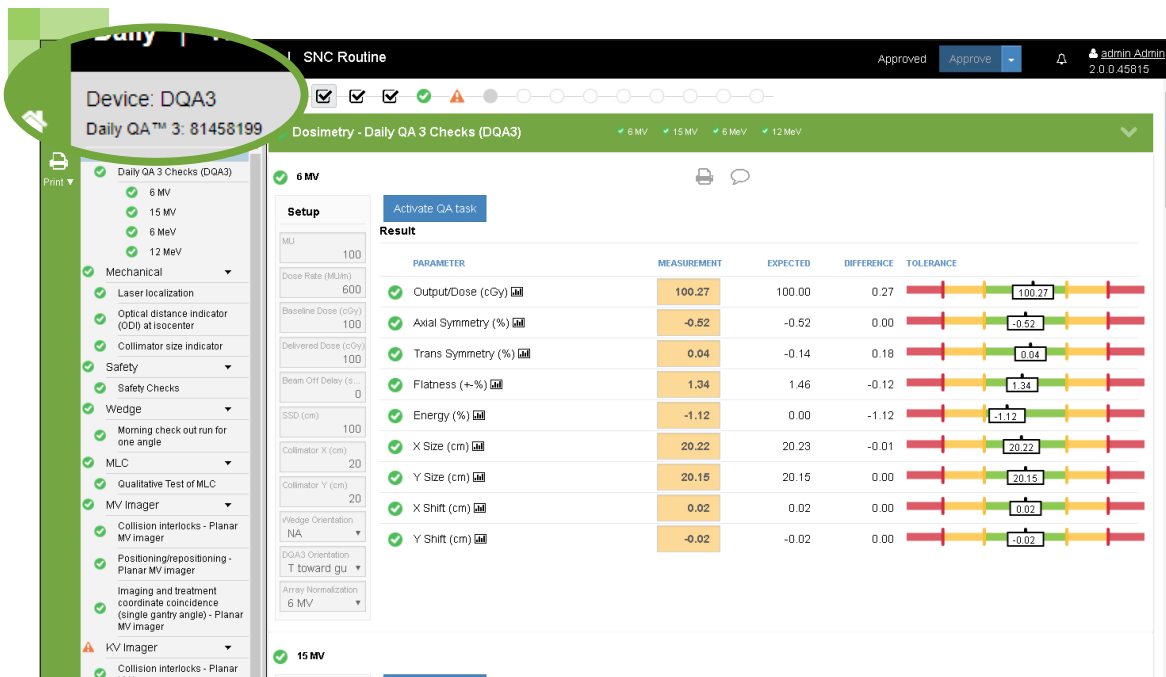 Daily
SNC Routine
Approved
Approve
admin Admin
2.0.0.45815
Device: DQA3
Daily QA™ 3: 81458199
Print
Daily QA 3 Checks (DQA3)
6 MV
15 MV
6 MeV
12 MeV
Mechanical
Laser localization
Optical distance indicator
(ODI) at isocenter
Collimator size indicator
Safety
Safety Checks
Wedge
Morning check out run for
one angle
MLC
Qualitative Test of MLC
MV Imager
Collision interlocks - Planar
MV imager
Positioning/repositioning -
Planar MV imager
Imaging and treatment
coordinate coincidence
(single gantry angle) - Planar
MV imager
KV Imager
Collision interlocks - Planar
Dosimetry - Daily QA 3 Checks (DQA3) 6 MV 15 MV 6 MeV 12 MeV
6 MV
Setup
MU
100
Dose Rate (MU/m)
600
Baseline Dose (cGy)
100
Delivered Dose (cGy)
100
Beam Off Delay (s...
0
SSD (cm)
100
Collimator X (cm)
20
Collimator Y (cm)
20
Wedge Orientation
NA
DQA3 Orientation
T toward gu
Array Normalization
6 MV
Activate QA task
Result
PARAMETER MEASUREMENT EXPECTED DIFFERENCE TOLERANCE
Output/Dose (cGy) 100.27 100.00 0.27 100.27
Axial Symmetry (%) -0.52 -0.52 0.00 -0.52
Trans Symmetry (%) 0.04 -0.14 0.18 0.04
Flatness (+-%) 1.34 1.46 -0.12 1.34
Energy (%) -1.12 0.00 -1.12 -1.12
X Size (cm) 20.22 20.23 -0.01 20.22
Y Size (cm) 20.15 20.15 0.00 20.15
X Shift (cm) 0.02 0.02 0.00 0.02
Y Shift (cm) -0.02 -0.02 0.00 -0.02
15 MV